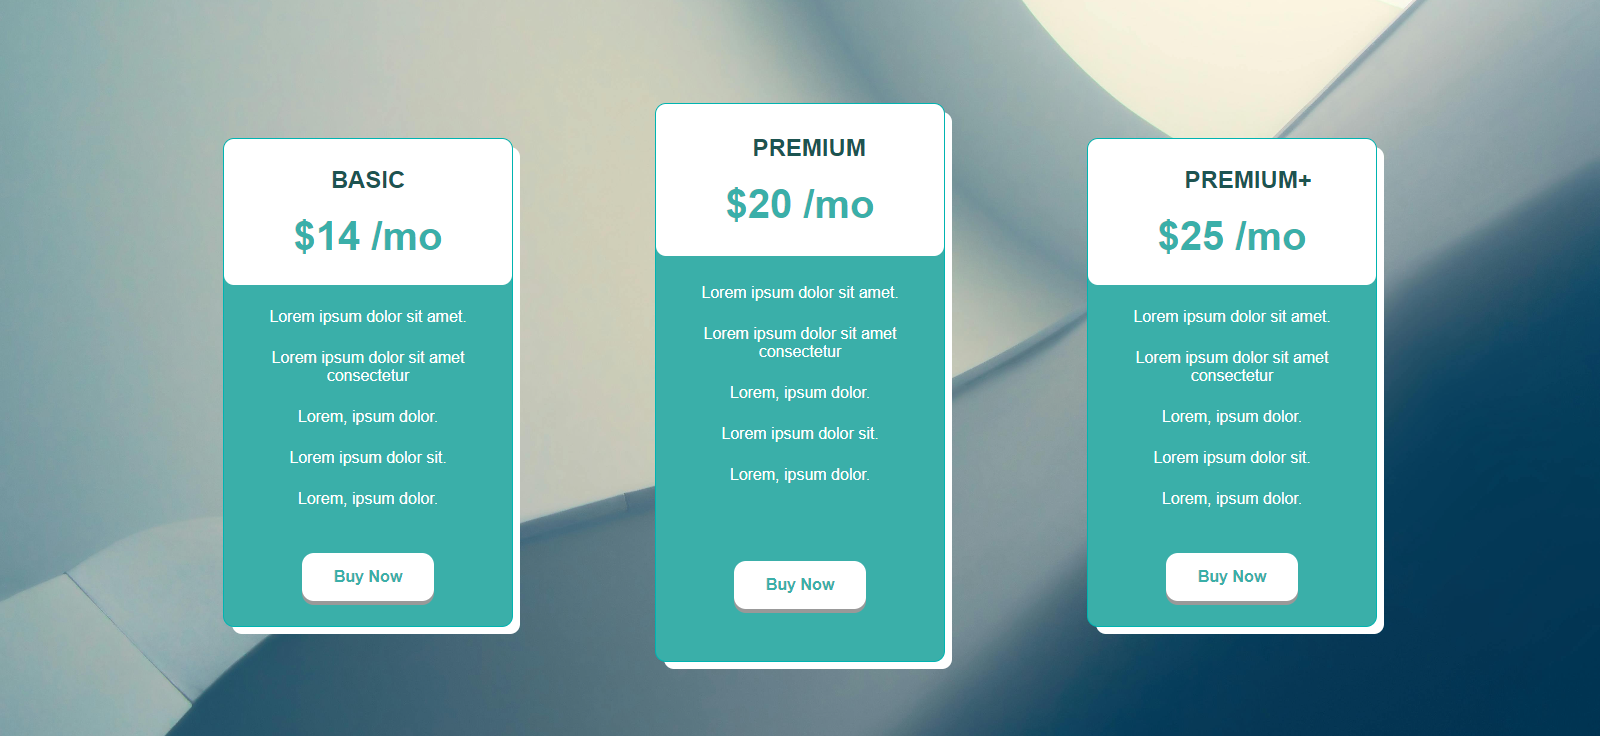 BASIC
$14 /mo
Lorem ipsum dolor sit amet.
Lorem ipsum dolor sit amet
consectetur
Lorem, ipsum dolor.
Lorem ipsum dolor sit.
Lorem, ipsum dolor.
Buy Now
PREMIUM
$20 /mo
Lorem ipsum dolor sit amet.
Lorem ipsum dolor sit amet
consectetur
Lorem, ipsum dolor.
Lorem ipsum dolor sit.
Lorem, ipsum dolor.
Buy Now
PREMIUM+
$25 /mo
Lorem ipsum dolor sit amet.
Lorem ipsum dolor sit amet
consectetur
Lorem, ipsum dolor.
Lorem ipsum dolor sit.
Lorem, ipsum dolor.
Buy Now